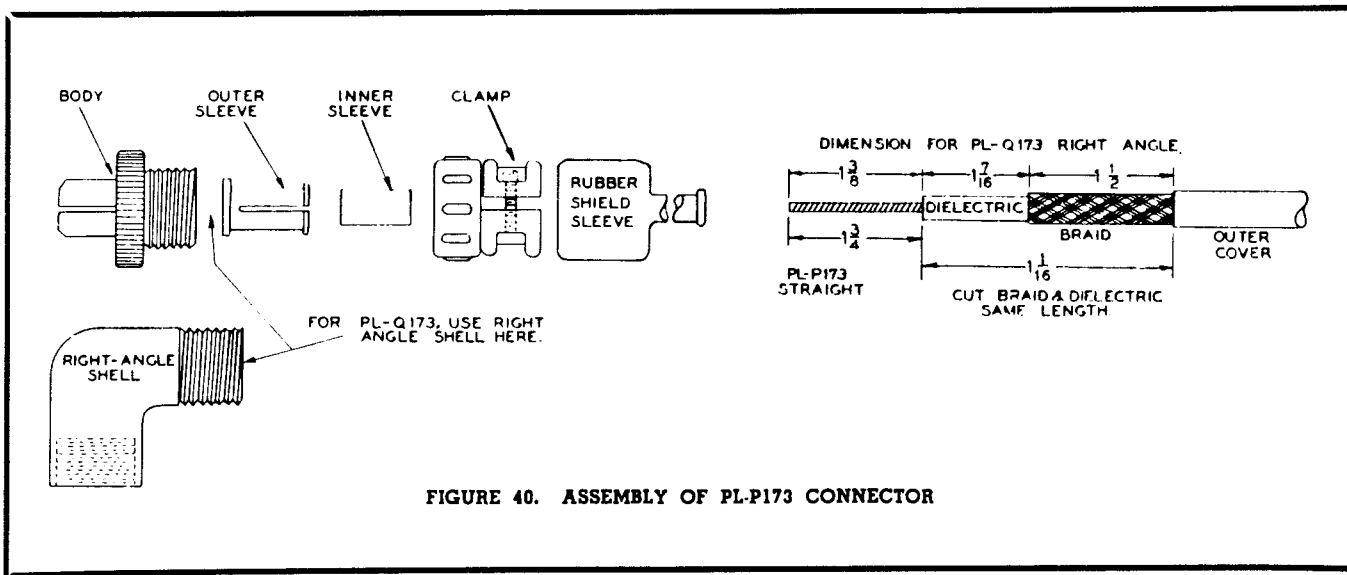 BODY
OUTER
SLEEVE
INNER
SLEEVE
CLAMP
RUBBER
SHIELD
SLEEVE
FOR PL-Q173, USE RIGHT
ANGLE SHELL HERE.
RIGHT-ANGLE
SHELL
DIMENSION FOR PL-Q173 RIGHT ANGLE.
1 3/8
1 7/16
1 1/2
DIELECTRIC
BRAID
OUTER
COVER
1 3/4
1 1/16
PL-P173
STRAIGHT
CUT BRAID & DIELECTRIC
SAME LENGTH.
FIGURE 40. ASSEMBLY OF PL-P173 CONNECTOR